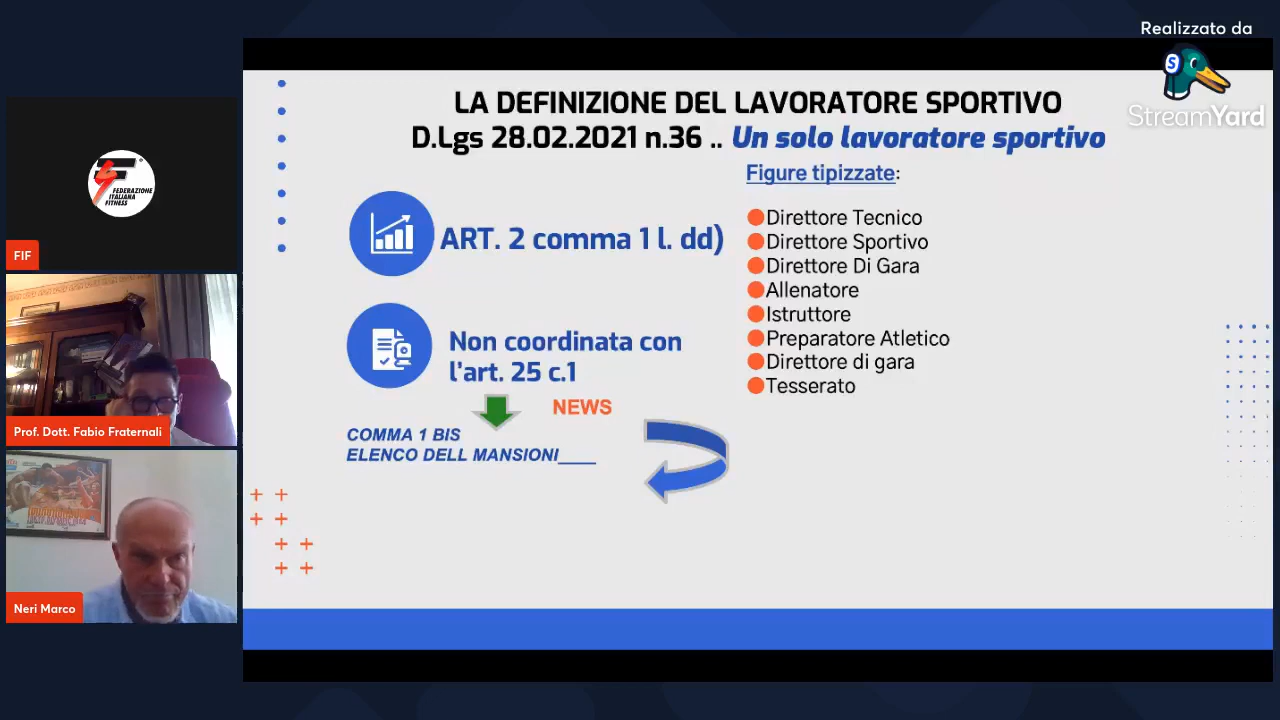 Realizzato da
StreamYard
FEDERAZIONE
ITALIANA
FITNESS
FIF
Prof. Dott. Fabio Fraternali
Neri Marco
LA DEFINIZIONE DEL LAVORATORE SPORTIVO
D.Lgs 28.02.2021 n.36 .. Un solo lavoratore sportivo
ART. 2 comma 1 l. dd)
Non coordinata con
l'art. 25 c.1
NEWS
COMMA 1 BIS
ELENCO DELL MANSIONI____
Figure tipizzate:
Direttore Tecnico
Direttore Sportivo
Direttore Di Gara
Allenatore
Istruttore
Preparatore Atletico
Direttore di gara
Tesserato